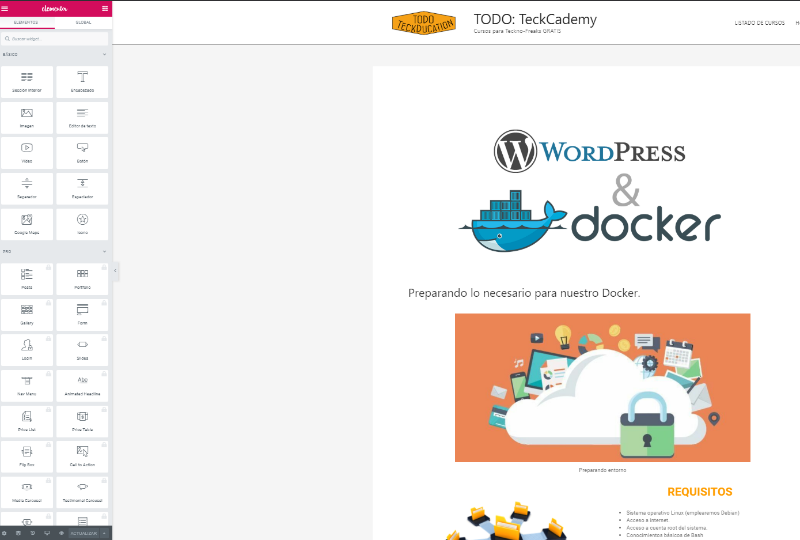 elementor
ELEMENTOS
GLOBAL
Buscar widget...
BÁSICO
Sección interior
Encabezado
Imagen
Editor de texto
Vídeo
Botón
Separador
Espaciador
Google Maps
Icono
PRO
Posts
Portfolio
Gallery
Form
Login
Slides
Nav Menu
Animated Headline
Price List
Price Table
Flip Box
Call to Action
Media Carousel
Testimonial Carousel
ACTUALIZAR
TODO
TECKDUCATION
TODO: TeckCademy
Cursos para Teckno-Freaks GRATIS
LISTADO DE CURSOS
WORDPRESS
&
docker
Preparando lo necesario para nuestro Docker.
Preparando entorno
REQUISITOS
Sistema operativo Linux (emplearemos Debian)
Acceso a Internet
Acceso a cuenta root del sistema.
Conocimientos básicos de Bash